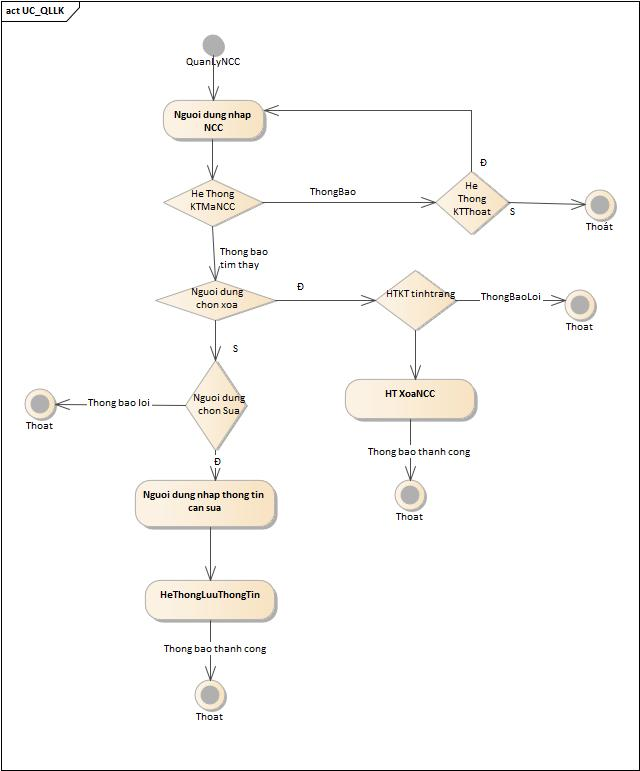 act UC_QLLK
QuanLyNCC
Nguoi dung nhap
NCC
He Thong
KTMaNCC
ThongBao
He
Thong
KTThoat
Đ
S
Thoát
Thong bao
tim thay
Nguoi dung
chon xoa
Đ
HTKT tinhtrang
ThongBaoLoi
Thoat
S
Nguoi dung
chon Sua
Thong bao loi
Thoat
HT XoaNCC
Thong bao thanh cong
Thoat
Đ
Nguoi dung nhap thong tin
can sua
HeThongLuuThongTin
Thong bao thanh cong
Thoat